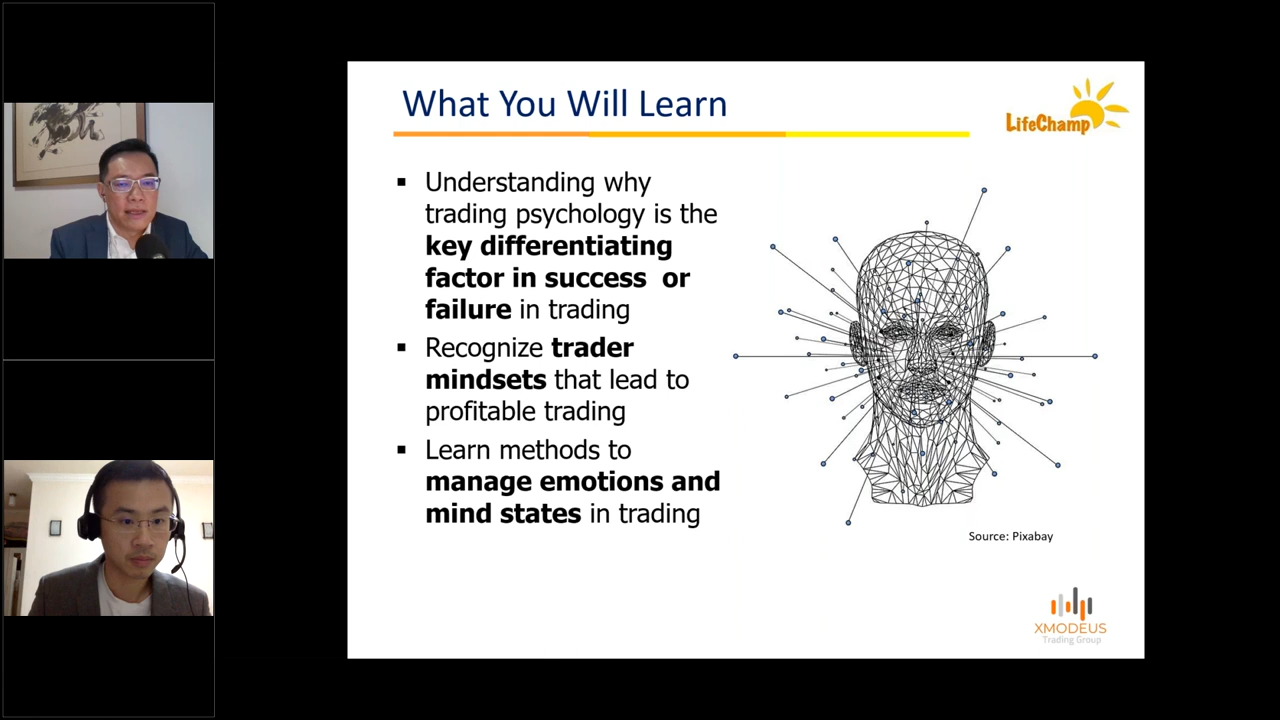 What You Will Learn
LifeChamp
▪ Understanding why
trading psychology is the
key differentiating
factor in success or
failure in trading
▪ Recognize trader
mindsets that lead to
profitable trading
▪ Learn methods to
manage emotions and
mind states in trading
Source: Pixabay
XMODEUS
Trading Group